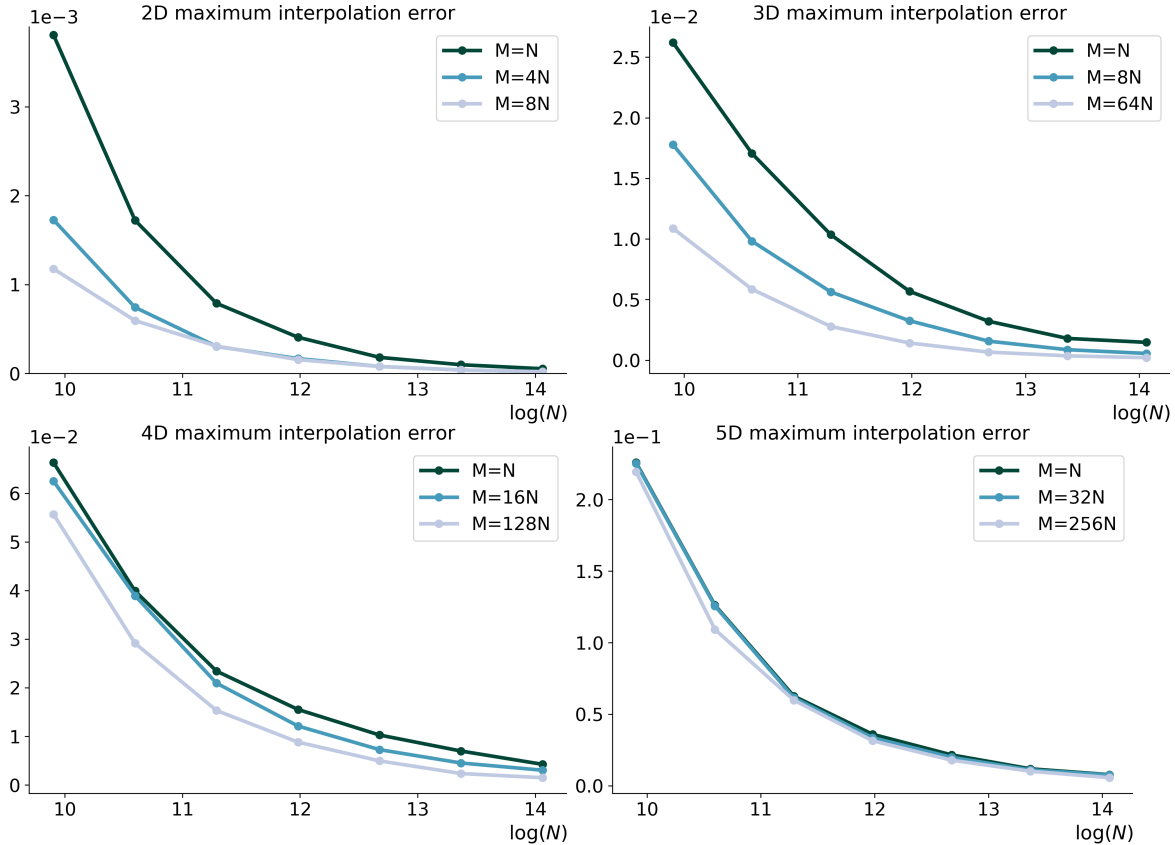 2D maximum interpolation error
1e−3
M=N
M=4N
M=8N
3
2
1
0
10 11 12 13 14
log(N)
3D maximum interpolation error
1e−2
M=N
M=8N
M=64N
2.5
2.0
1.5
1.0
0.5
0.0
10 11 12 13 14
log(N)
4D maximum interpolation error
1e−2
M=N
M=16N
M=128N
6
5
4
3
2
1
0
10 11 12 13 14
log(N)
5D maximum interpolation error
1e−1
M=N
M=32N
M=256N
2.0
1.5
1.0
0.5
0.0
10 11 12 13 14
log(N)